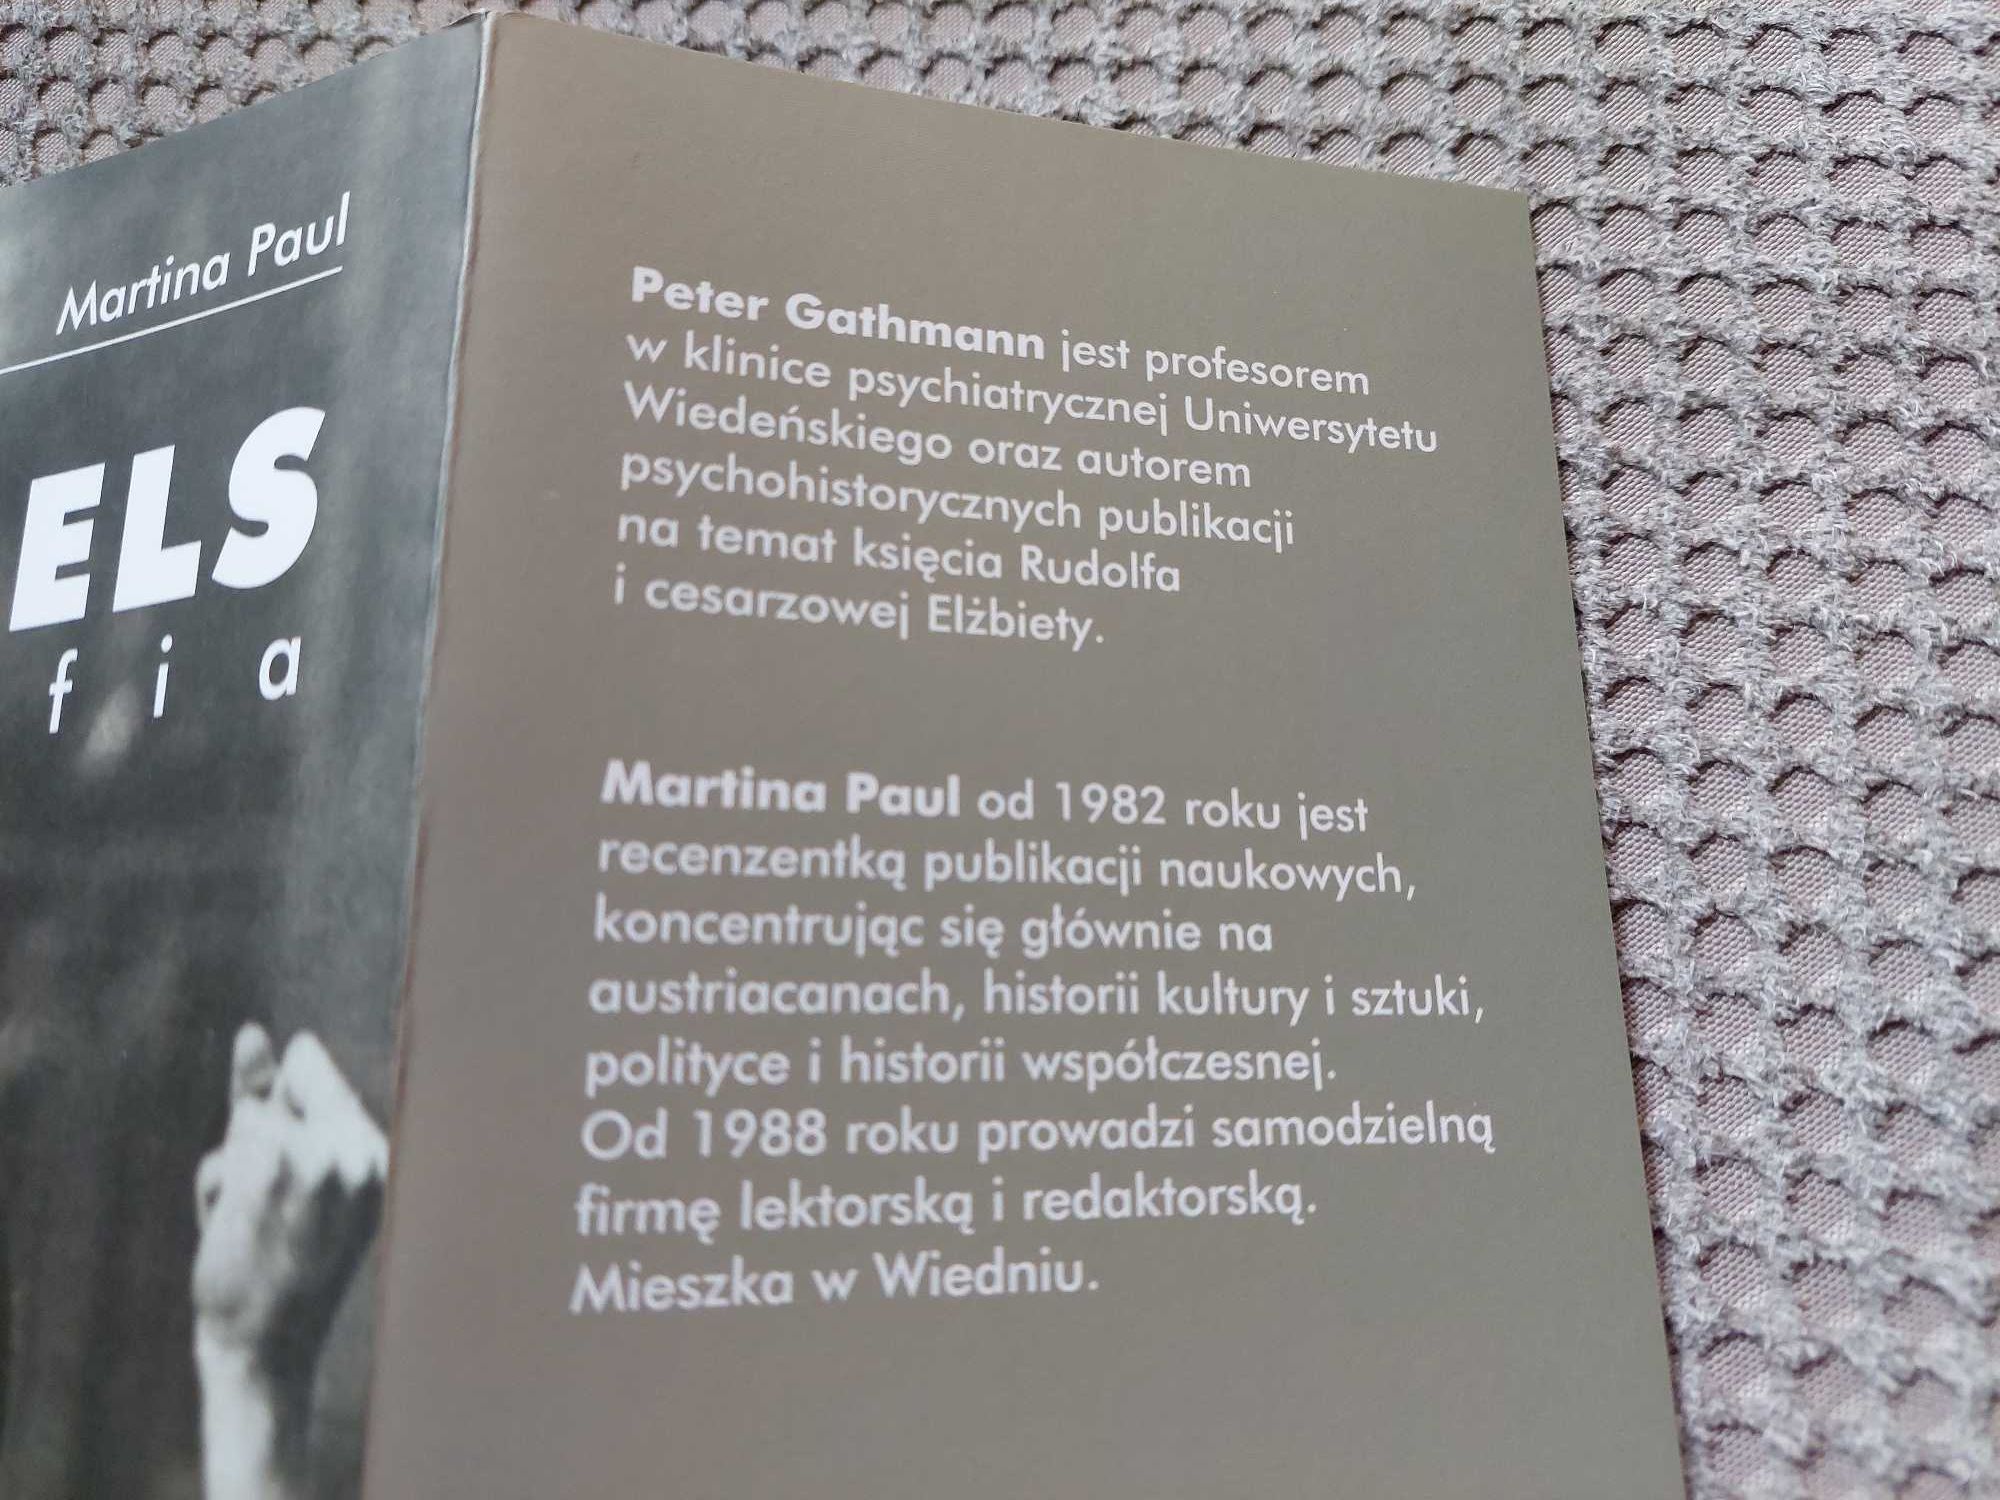 Martina Paul
ELS
fia
Peter Gathmann jest profesorem
w klinice psychiatrycznej Uniwersytetu
Wiedeńskiego oraz autorem
psychohistorycznych publikacji
na temat księcia Rudolfa
i cesarzowej Elżbiety.
Martina Paul od 1982 roku jest
recenzentką publikacji naukowych,
koncentrując się głównie na
austriacanach, historii kultury i sztuki,
polityce i historii współczesnej.
Od 1988 roku prowadzi samodzielną
firmę lektorską i redaktorską.
Mieszka w Wiedniu.